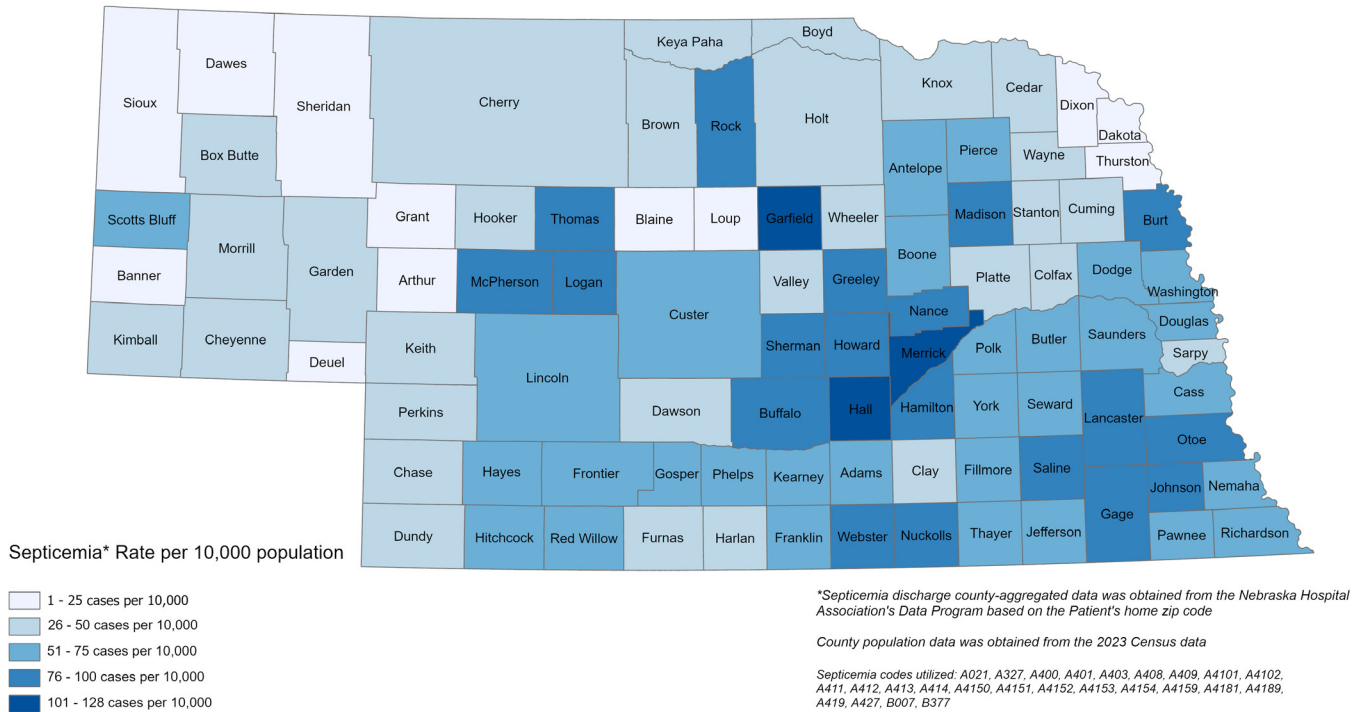 Boyd
Keya Paha
Dawes
Knox
Cedar
Sioux
Sheridan
Cherry
Dixon
Brown
Rock
Holt
Dakota
Box Butte
Antelope
Pierce
Wayne
Thurston
Scotts Bluff
Grant
Hooker
Thomas
Blaine
Loup
Garfield
Wheeler
Madison
Stanton
Cuming
Burt
Morrill
Banner
Garden
Arthur
McPherson
Logan
Custer
Valley
Greeley
Boone
Platte
Colfax
Dodge
Washington
Kimball
Cheyenne
Deuel
Keith
Lincoln
Sherman
Howard
Nance
Merrick
Polk
Butler
Saunders
Douglas
Sarpy
Perkins
Dawson
Buffalo
Hall
Hamilton
York
Seward
Lancaster
Cass
Otoe
Chase
Hayes
Frontier
Gosper
Phelps
Kearney
Adams
Clay
Fillmore
Saline
Johnson
Nemaha
Dundy
Hitchcock
Red Willow
Furnas
Harlan
Franklin
Webster
Nuckolls
Thayer
Jefferson
Gage
Pawnee
Richardson
Septicemia* Rate per 10,000 population
1 - 25 cases per 10,000
26 - 50 cases per 10,000
51 - 75 cases per 10,000
76 - 100 cases per 10,000
101 - 128 cases per 10,000
*Septicemia discharge county-aggregated data was obtained from the Nebraska Hospital
Association's Data Program based on the Patient's home zip code
County population data was obtained from the 2023 Census data
Septicemia codes utilized: A021, A327, A400, A401, A403, A408, A409, A4101, A4102,
A411, A412, A413, A414, A4150, A4151, A4152, A4153, A4154, A4159, A4181, A4189,
A419, A427, B007, B377